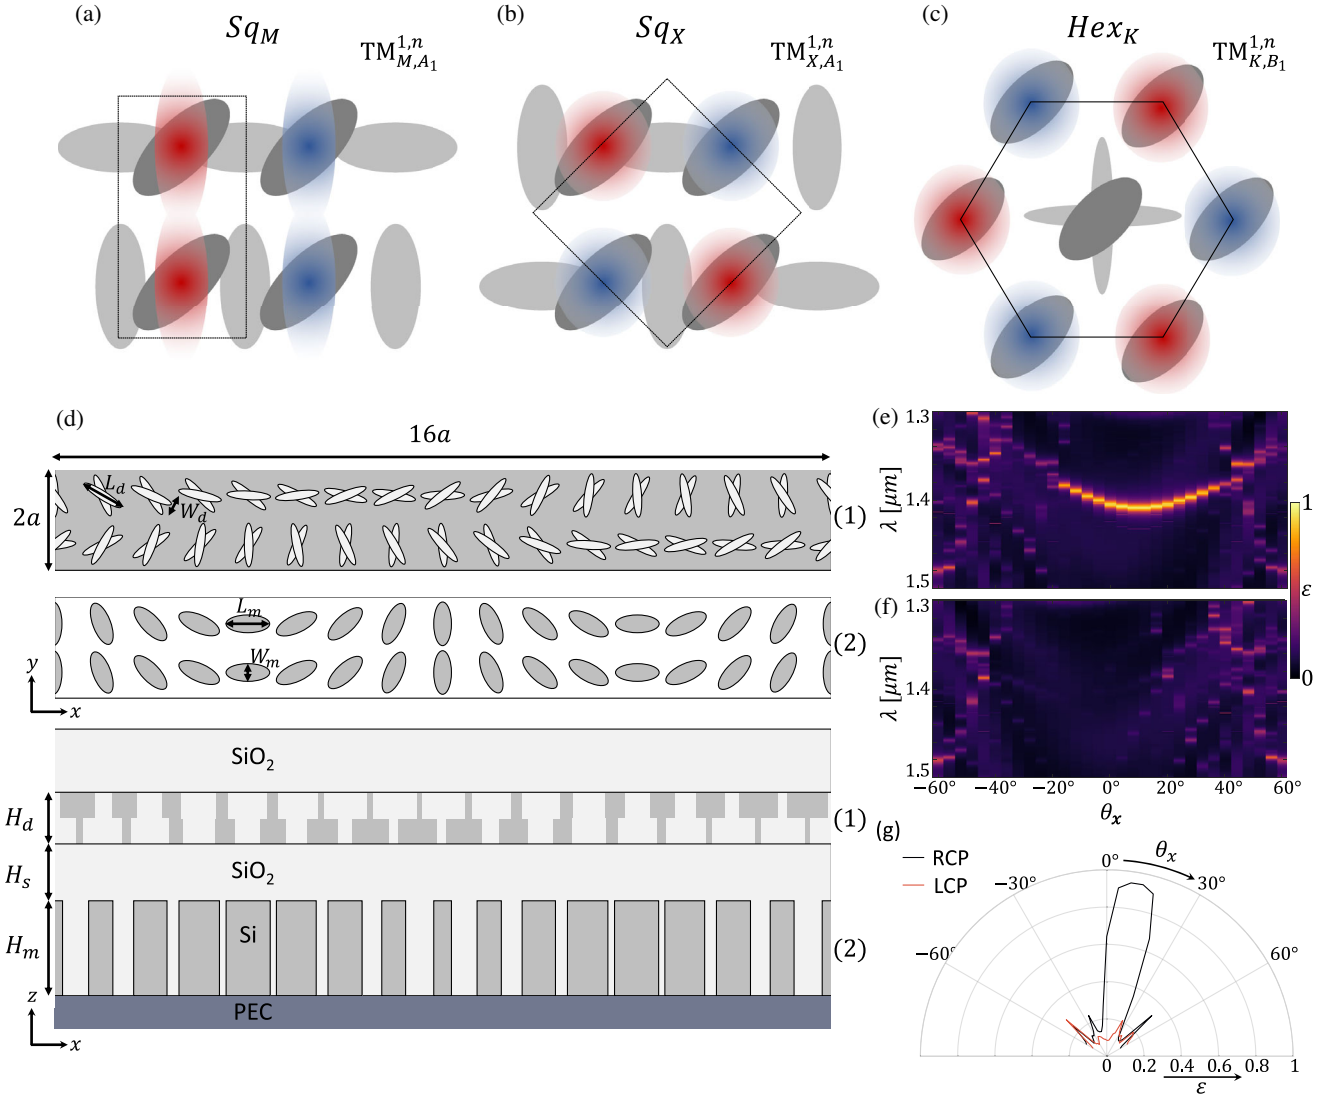 (a)
Sq_M
TM^{1,n}_{M,A_1}
(b)
Sq_X
TM^{1,n}_{X,A_1}
(c)
Hex_K
TM^{1,n}_{K,B_1}
(d)
16a
2a
L_d
W_d
(1)
L_m
W_m
(2)
y
x
SiO₂
H_d
(1)
H_s
SiO₂
H_m
Si
(2)
z
PEC
x
(e)
1.3
λ [μm]
1.4
1.5
(f)
1.3
λ [μm]
1.4
1.5
1
ε
0
−60° −40° −20° 0° 20° 40° 60°
θ_x
(g)
RCP
LCP
0°
θ_x
−30°
30°
−60°
60°
0 0.2 0.4 0.6 0.8 1
ε